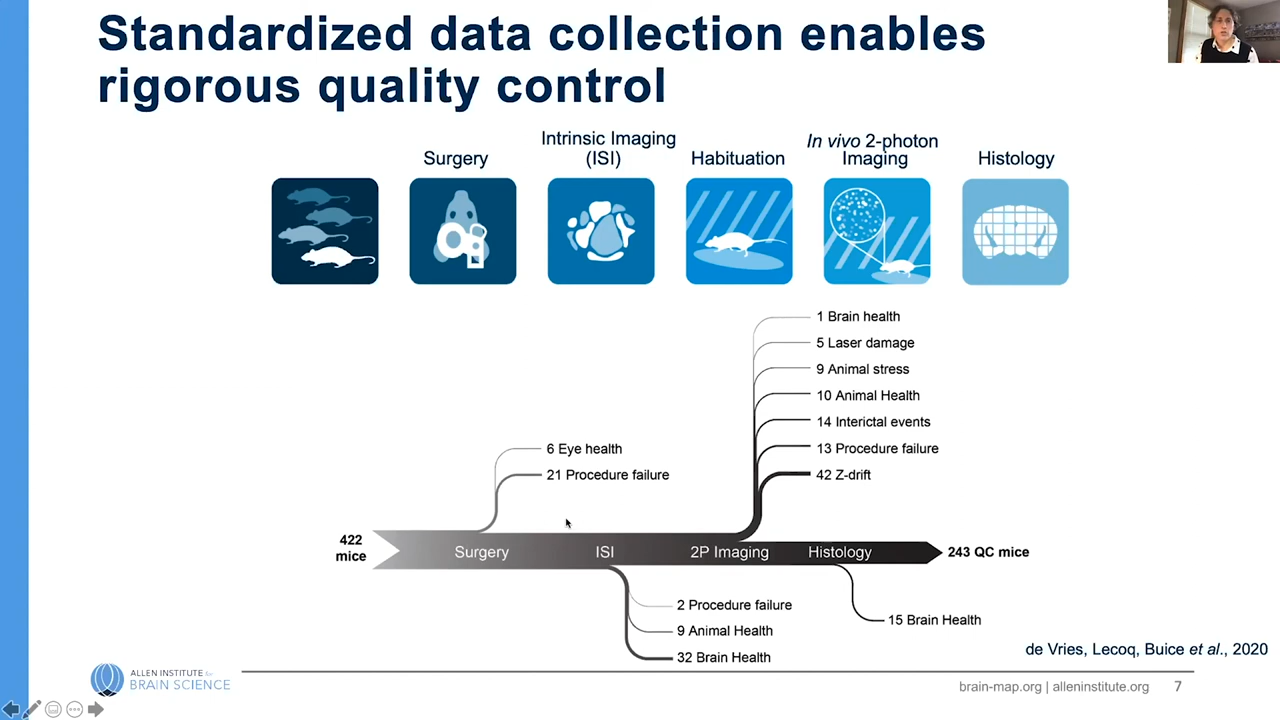 Standardized data collection enables
rigorous quality control
Surgery
Intrinsic Imaging
(ISI)
Habituation
In vivo 2-photon
Imaging
Histology
1 Brain health
5 Laser damage
9 Animal stress
10 Animal Health
14 Interictal events
13 Procedure failure
42 Z-drift
6 Eye health
21 Procedure failure
422
mice
Surgery
ISI
2P Imaging
Histology
243 QC mice
2 Procedure failure
9 Animal Health
32 Brain Health
15 Brain Health
de Vries, Lecoq, Buice et al., 2020
ALLEN INSTITUTE for
BRAIN SCIENCE
brain-map.org | alleninstitute.org
7